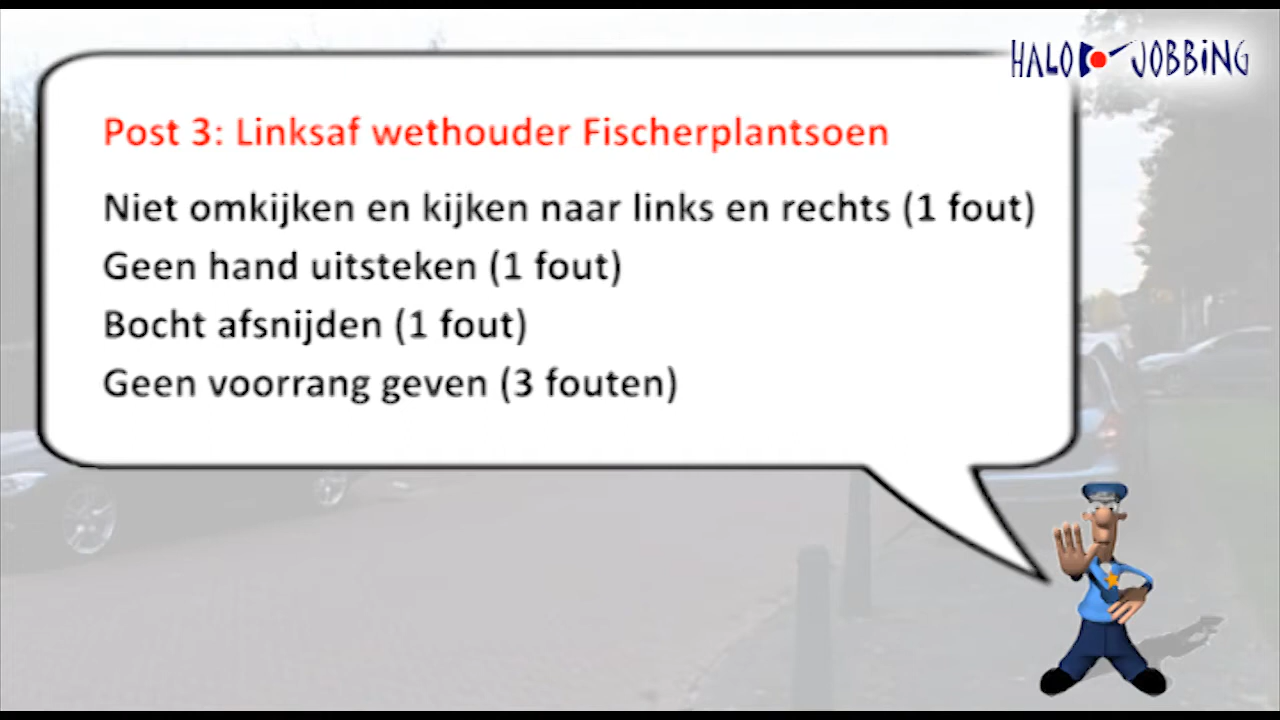 HALO JOBBING
Post 3: Linksaf wethouder Fischerplantsoen
Niet omkijken en kijken naar links en rechts (1 fout)
Geen hand uitsteken (1 fout)
Bocht afsnijden (1 fout)
Geen voorrang geven (3 fouten)